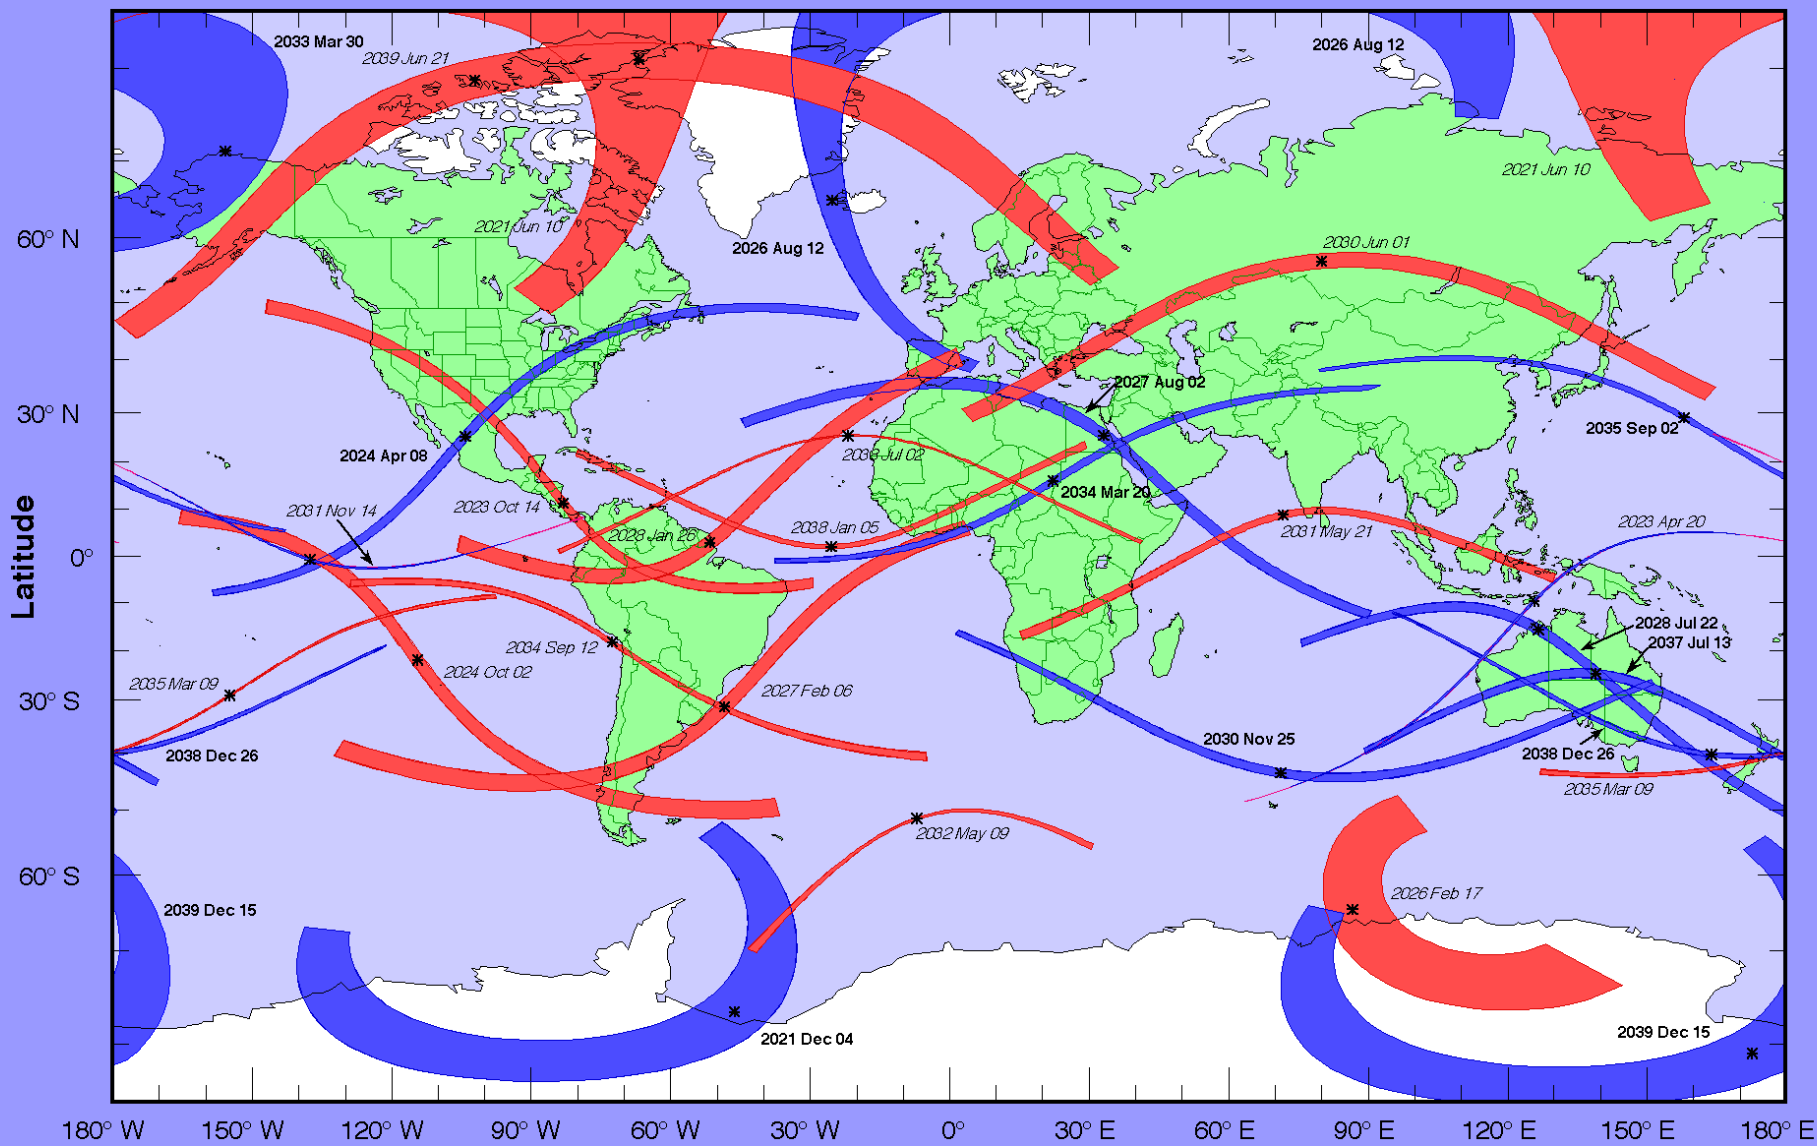 2033 Mar 30
2039 Jun 21
2026 Aug 12
2021 Jun 10
2021 Jun 10
60° N
2026 Aug 12
2030 Jun 01
2027 Aug 02
30° N
2035 Sep 02
2024 Apr 08
2038 Jul 02
2034 Mar 20
2023 Oct 14
2031 Nov 14
2038 Jan 05
2028 Jan 26
2031 May 21
2023 Apr 20
Latitude
0°
2028 Jul 22
2037 Jul 13
2034 Sep 12
2024 Oct 02
2035 Mar 09
2027 Feb 06
30° S
2030 Nov 25
2038 Dec 26
2038 Dec 26
2035 Mar 09
2032 May 09
60° S
2026 Feb 17
2039 Dec 15
2021 Dec 04
2039 Dec 15
180° W 150° W 120° W 90° W 60° W 30° W 0° 30° E 60° E 90° E 120° E 150° E 180° E